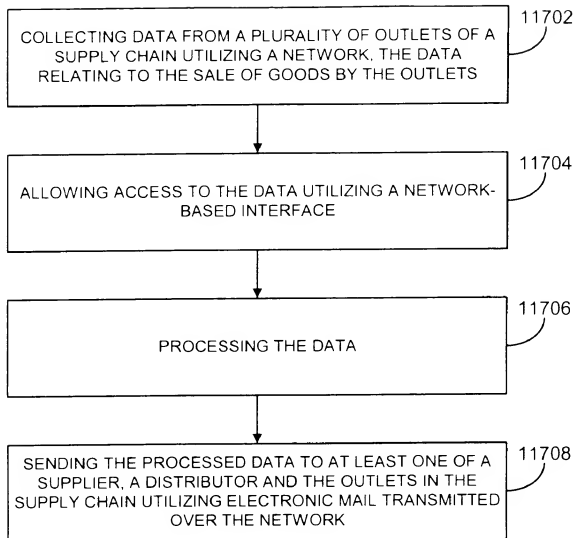 COLLECTING DATA FROM A PLURALITY OF OUTLETS OF A
SUPPLY CHAIN UTILIZING A NETWORK, THE DATA
RELATING TO THE SALE OF GOODS BY THE OUTLETS
11702
ALLOWING ACCESS TO THE DATA UTILIZING A NETWORK-
BASED INTERFACE
11704
PROCESSING THE DATA
11706
SENDING THE PROCESSED DATA TO AT LEAST ONE OF A
SUPPLIER, A DISTRIBUTOR AND THE OUTLETS IN THE
SUPPLY CHAIN UTILIZING ELECTRONIC MAIL TRANSMITTED
OVER THE NETWORK
11708